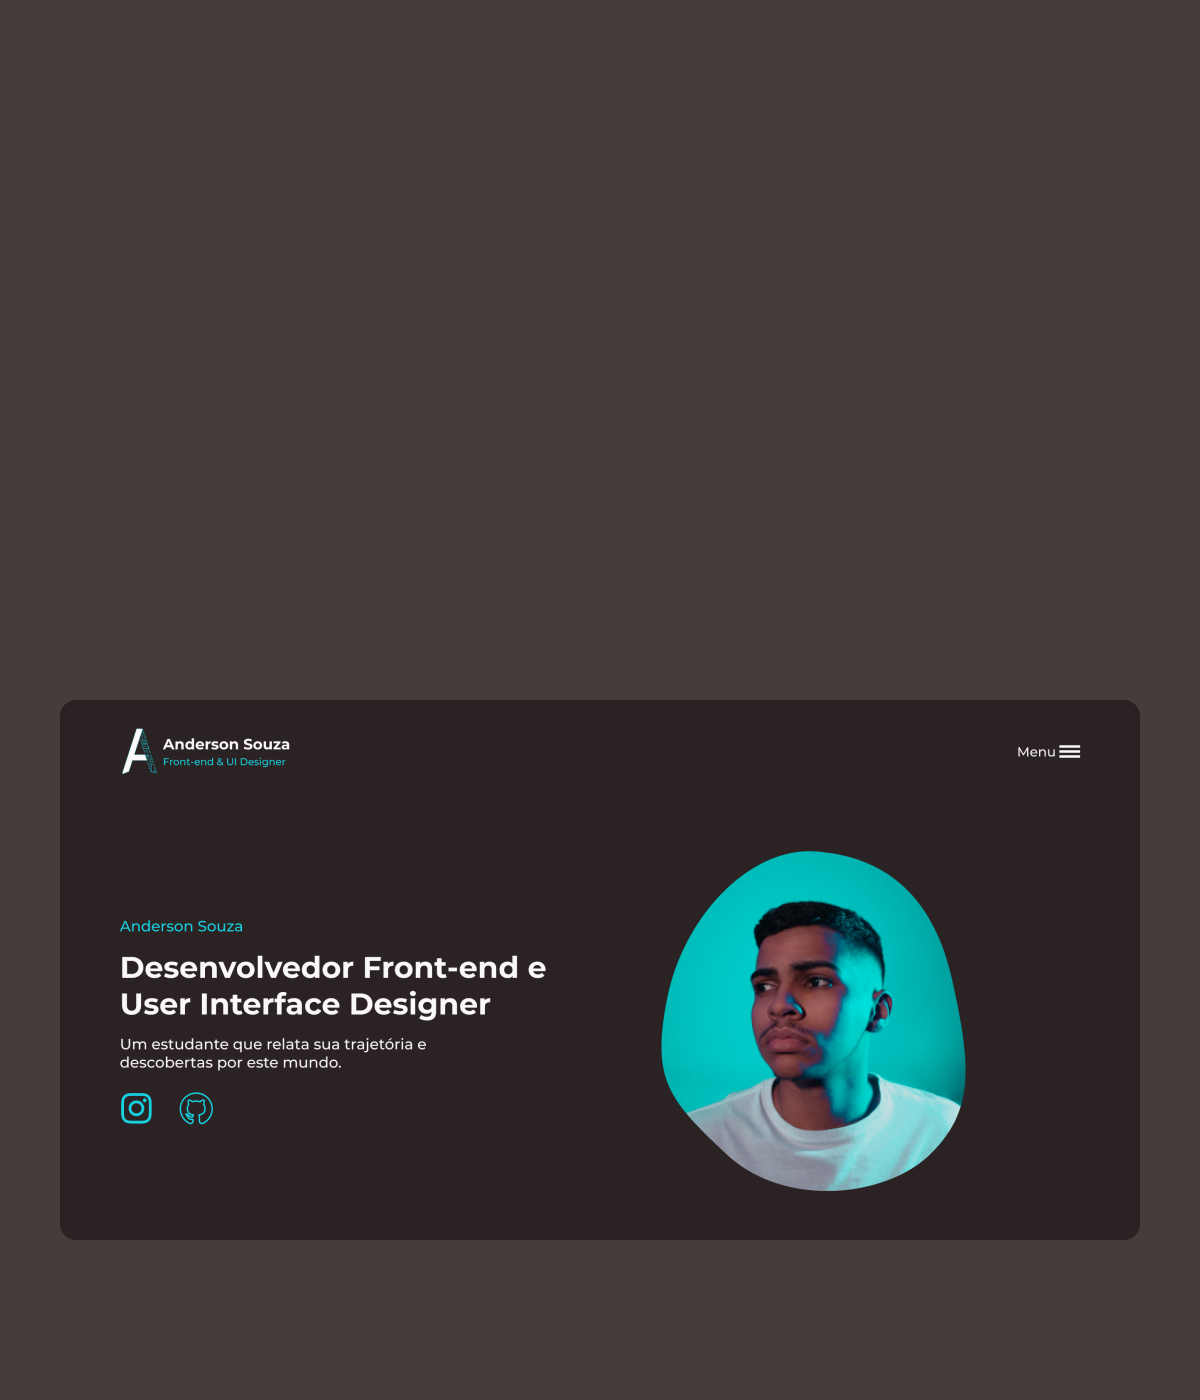 Anderson Souza
Front-end & UI Designer
Menu
Anderson Souza
Desenvolvedor Front-end e
User Interface Designer
Um estudante que relata sua trajetória e
descobertas por este mundo.